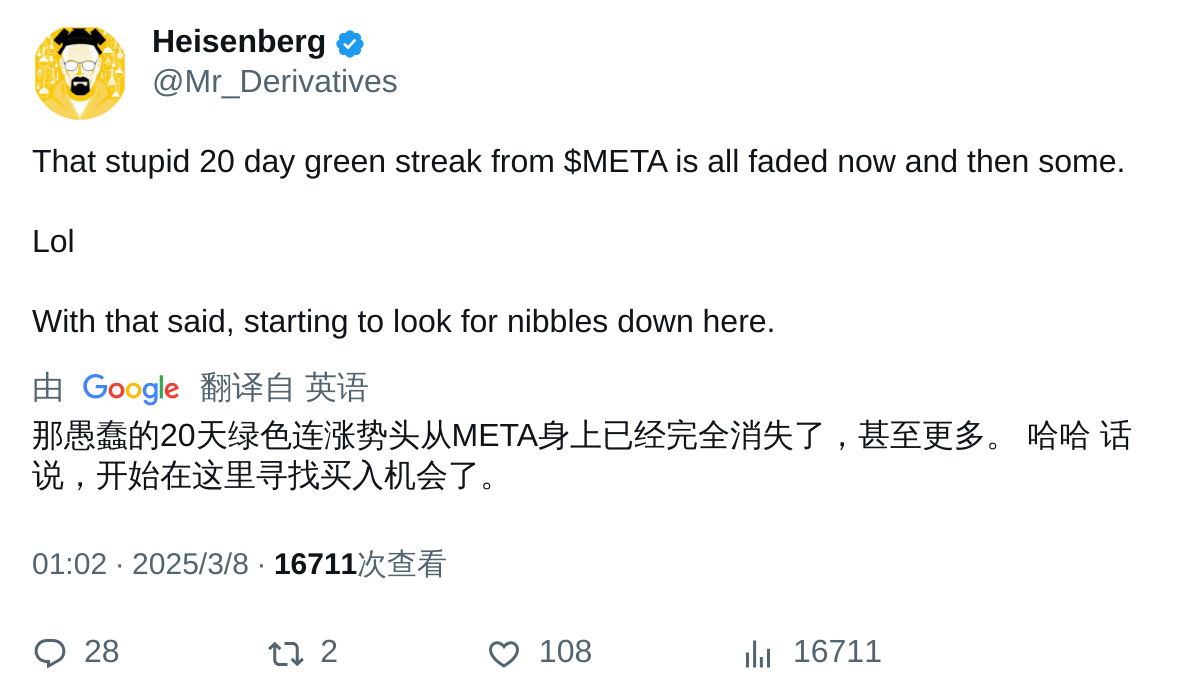 Heisenberg
@Mr_Derivatives
That stupid 20 day green streak from $META is all faded now and then some.
Lol
With that said, starting to look for nibbles down here.
由 Google 翻译自 英语
那愚蠢的20天绿色连涨势头从META身上已经完全消失了，甚至更多。 哈哈 话
说，开始在这里寻找买入机会了。
01:02 · 2025/3/8 · 16711次查看
28 2 108 16711